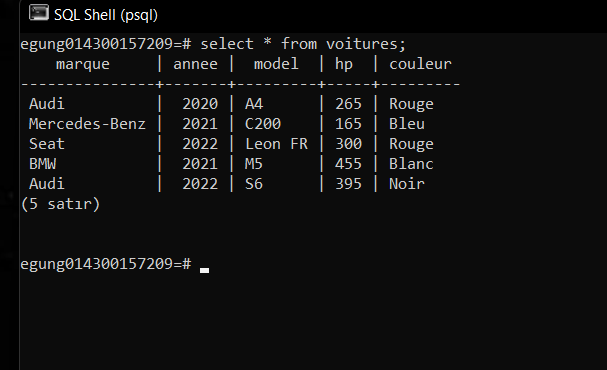 SQL Shell (psql)
egung014300157209=# select * from voitures;
    marque     | annee |  model  | hp  | couleur
---------------+-------+---------+-----+---------
 Audi          |  2020 | A4      | 265 | Rouge
 Mercedes-Benz |  2021 | C200    | 165 | Bleu
 Seat          |  2022 | Leon FR | 300 | Rouge
 BMW           |  2021 | M5      | 455 | Blanc
 Audi          |  2022 | S6      | 395 | Noir
(5 satır)
egung014300157209=#